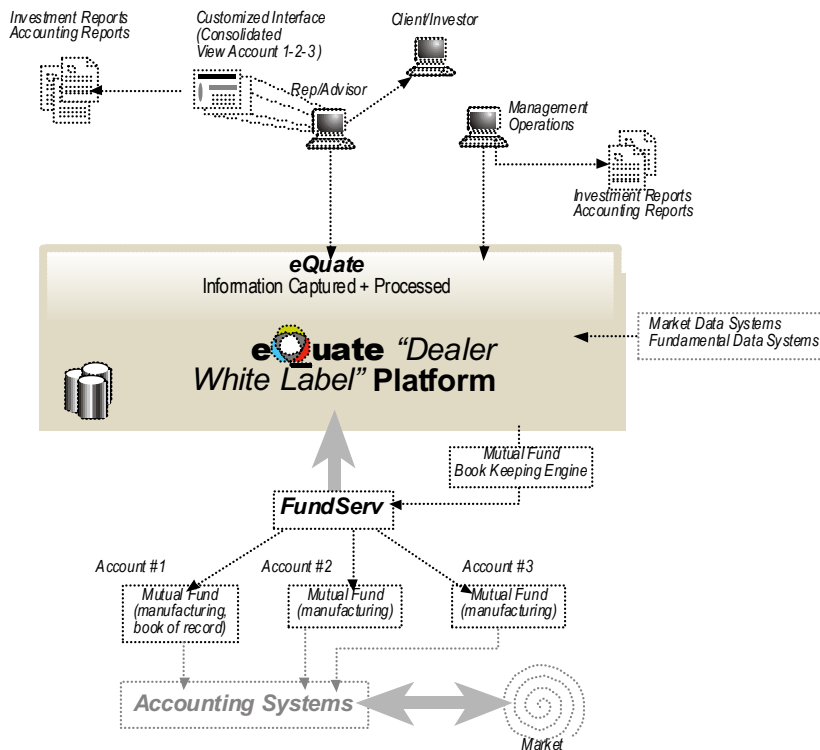 Investment Reports
Accounting Reports
Customized Interface
(Consolidated
View Account 1-2-3 )
Client/Investor
Rep/Advisor
Management
Operations
Investment Reports
Accounting Reports
eQuate
Information Captured + Processed
eQuate “Dealer
White Label” Platform
Market Data Systems
Fundamental Data Systems
Mutual Fund
Book Keeping Engine
FundServ
Account #1
Account #2
Account #3
Mutual Fund
(manufacturing,
book of record)
Mutual Fund
(manufacturing)
Mutual Fund
(manufacturing)
Accounting Systems
Market